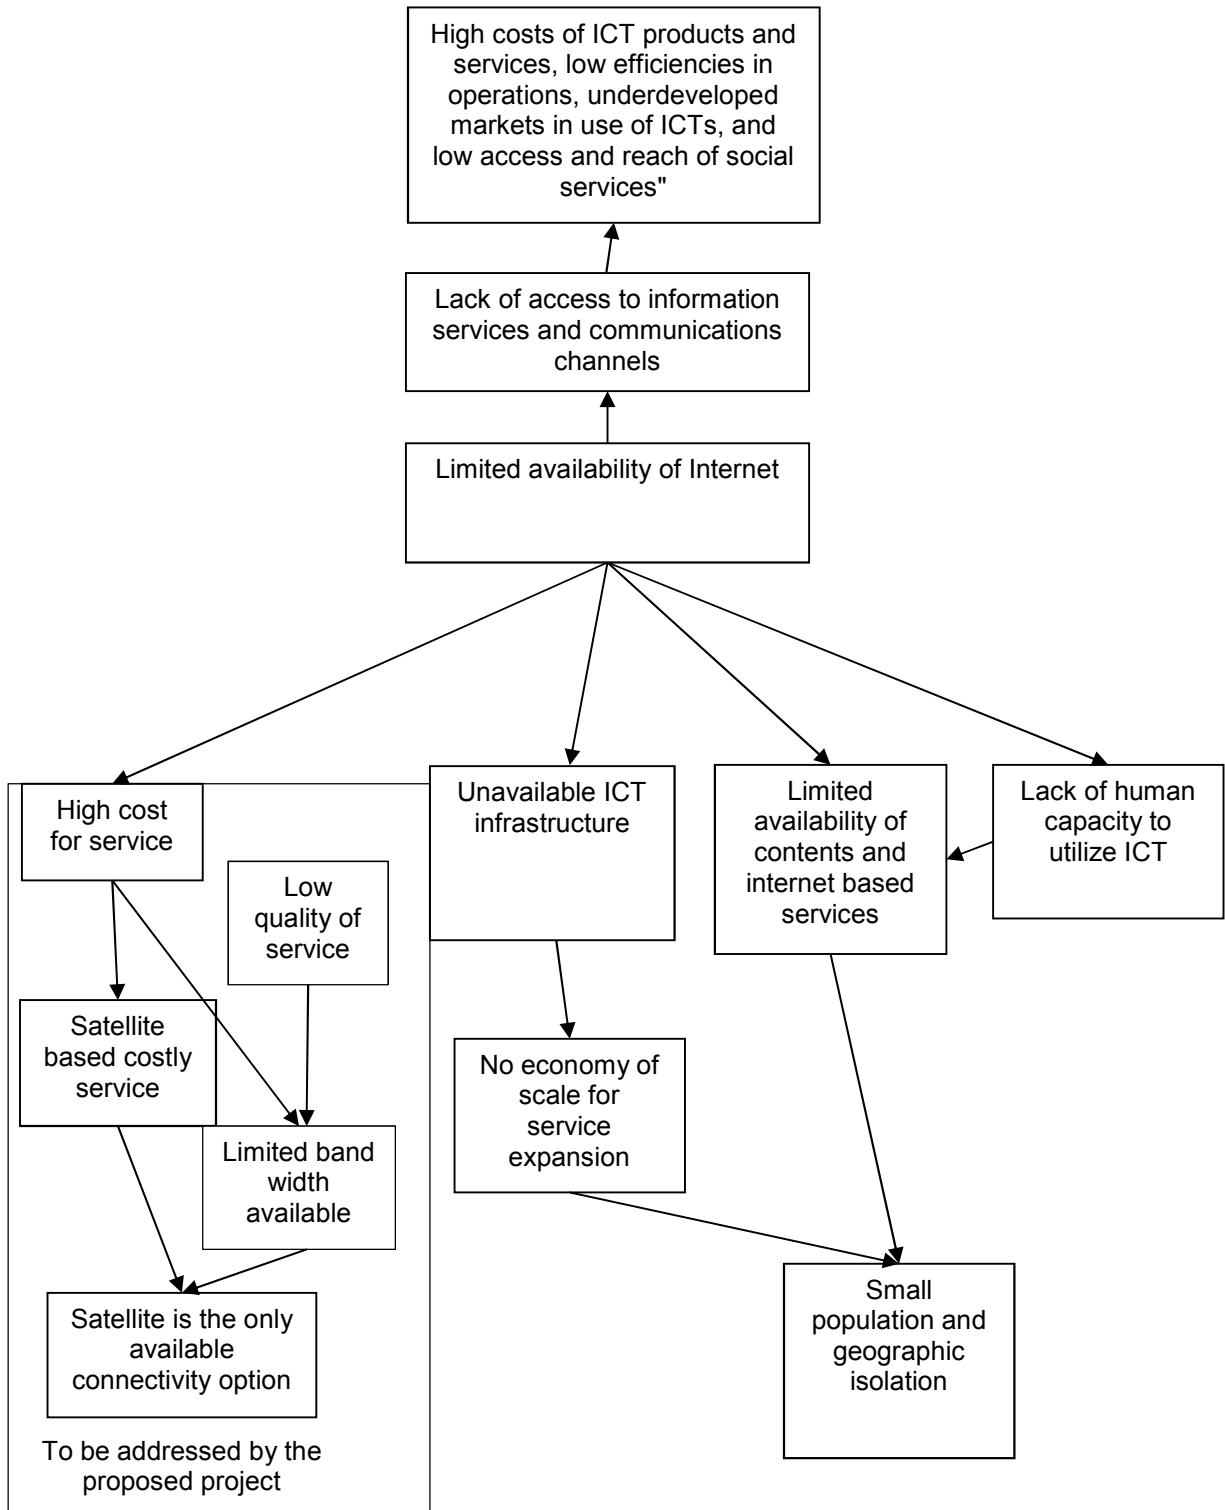 High costs of ICT products and
services, low efficiencies in
operations, underdeveloped
markets in use of ICTs, and
low access and reach of social
services"
Lack of access to information
services and communications
channels
Limited availability of Internet
High cost
for service
Low
quality of
service
Satellite
based costly
service
Limited band
width
available
Satellite is the only
available
connectivity option
To be addressed by the
proposed project
Unavailable ICT
infrastructure
No economy of
scale for
service
expansion
Limited
availability of
contents and
internet based
services
Lack of human
capacity to
utilize ICT
Small
population and
geographic
isolation